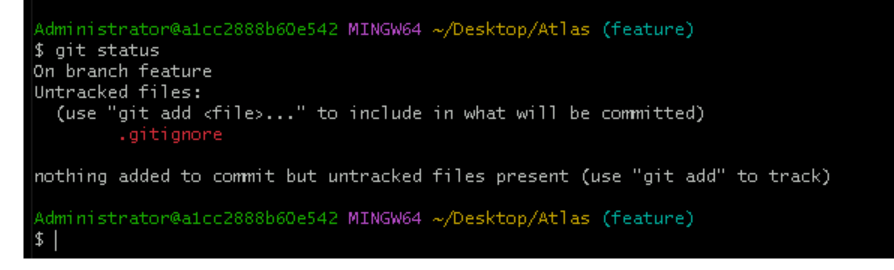 Administrator@a1cc2888b60e542 MINGW64 ~/Desktop/Atlas (feature)
$ git status
On branch feature
Untracked files:
  (use "git add <file>..." to include in what will be committed)
        .gitignore

nothing added to commit but untracked files present (use "git add" to track)

Administrator@a1cc2888b60e542 MINGW64 ~/Desktop/Atlas (feature)
$